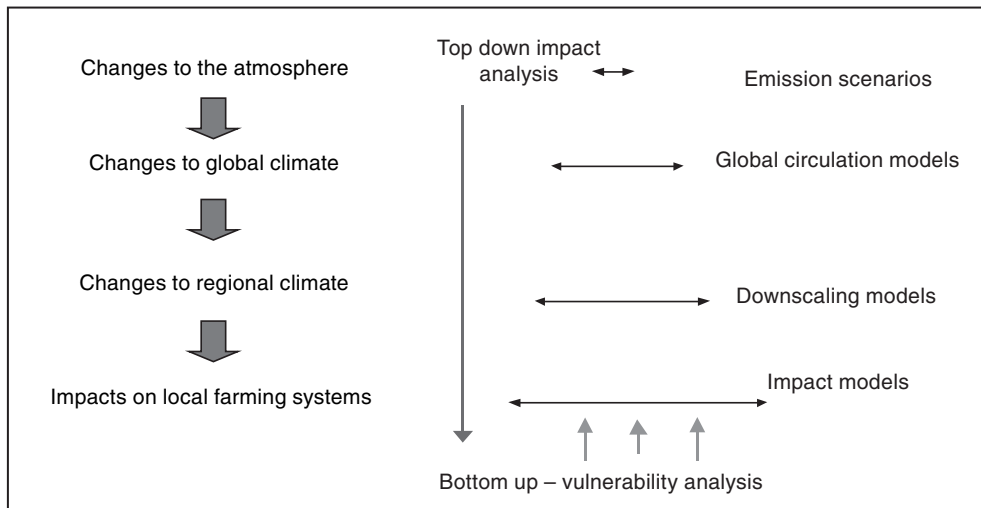 Changes to the atmosphere
Changes to global climate
Changes to regional climate
Impacts on local farming systems
Top down impact
analysis
Emission scenarios
Global circulation models
Downscaling models
Impact models
Bottom up – vulnerability analysis